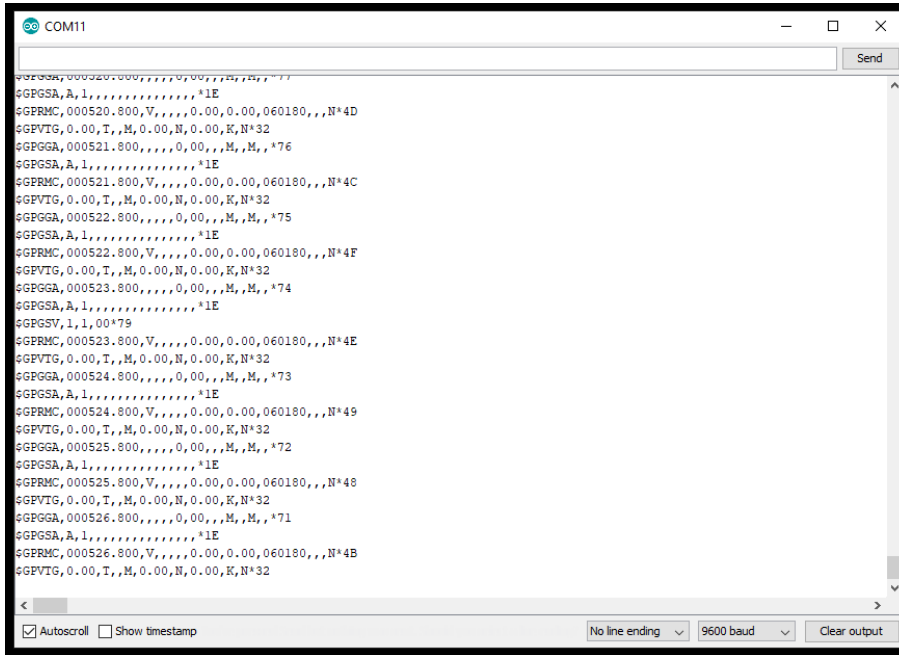 COM11
Send
$GPGGA,000520.800,,,,,0,00,,,M,,M,,*77
$GPGSA,A,1,,,,,,,,,,,,,,,*1E
$GPRMC,000520.800,V,,,,,0.00,0.00,060180,,,N*4D
$GPVTG,0.00,T,,M,0.00,N,0.00,K,N*32
$GPGGA,000521.800,,,,,0,00,,,M,,M,,*76
$GPGSA,A,1,,,,,,,,,,,,,,,*1E
$GPRMC,000521.800,V,,,,,0.00,0.00,060180,,,N*4C
$GPVTG,0.00,T,,M,0.00,N,0.00,K,N*32
$GPGGA,000522.800,,,,,0,00,,,M,,M,,*75
$GPGSA,A,1,,,,,,,,,,,,,,,*1E
$GPRMC,000522.800,V,,,,,0.00,0.00,060180,,,N*4F
$GPVTG,0.00,T,,M,0.00,N,0.00,K,N*32
$GPGGA,000523.800,,,,,0,00,,,M,,M,,*74
$GPGSA,A,1,,,,,,,,,,,,,,,*1E
$GPGSV,1,1,00*79
$GPRMC,000523.800,V,,,,,0.00,0.00,060180,,,N*4E
$GPVTG,0.00,T,,M,0.00,N,0.00,K,N*32
$GPGGA,000524.800,,,,,0,00,,,M,,M,,*73
$GPGSA,A,1,,,,,,,,,,,,,,,*1E
$GPRMC,000524.800,V,,,,,0.00,0.00,060180,,,N*49
$GPVTG,0.00,T,,M,0.00,N,0.00,K,N*32
$GPGGA,000525.800,,,,,0,00,,,M,,M,,*72
$GPGSA,A,1,,,,,,,,,,,,,,,*1E
$GPRMC,000525.800,V,,,,,0.00,0.00,060180,,,N*48
$GPVTG,0.00,T,,M,0.00,N,0.00,K,N*32
$GPGGA,000526.800,,,,,0,00,,,M,,M,,*71
$GPGSA,A,1,,,,,,,,,,,,,,,*1E
$GPRMC,000526.800,V,,,,,0.00,0.00,060180,,,N*4B
$GPVTG,0.00,T,,M,0.00,N,0.00,K,N*32
Autoscroll Show timestamp No line ending 9600 baud Clear output